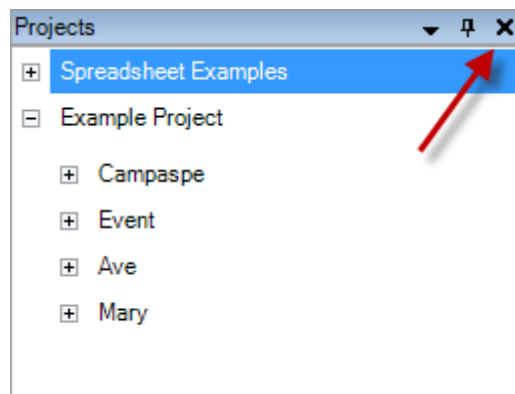 Projects
Spreadsheet Examples
Example Project
Campaspe
Event
Ave
Mary